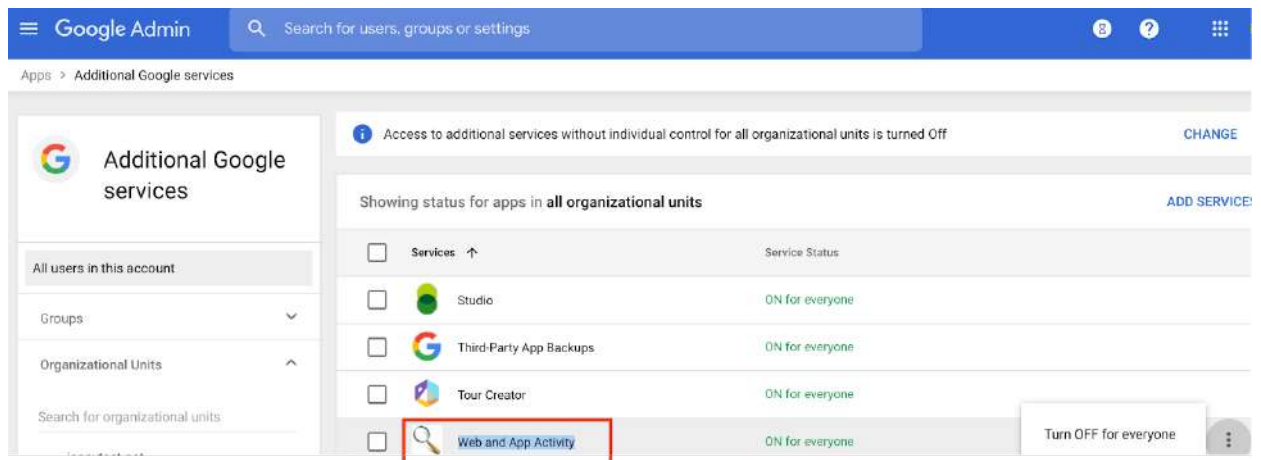 Google Admin
Search for users, groups or settings
Apps > Additional Google services
Additional Google
services
All users in this account
Groups
Organizational Units
Search for organizational units
Access to additional services without individual control for all organizational units is turned Off
CHANGE
Showing status for apps in all organizational units
ADD SERVICES
Services ↑
Service Status
Studio
ON for everyone
Third-Party App Backups
ON for everyone
Tour Creator
ON for everyone
Web and App Activity
ON for everyone
Turn OFF for everyone